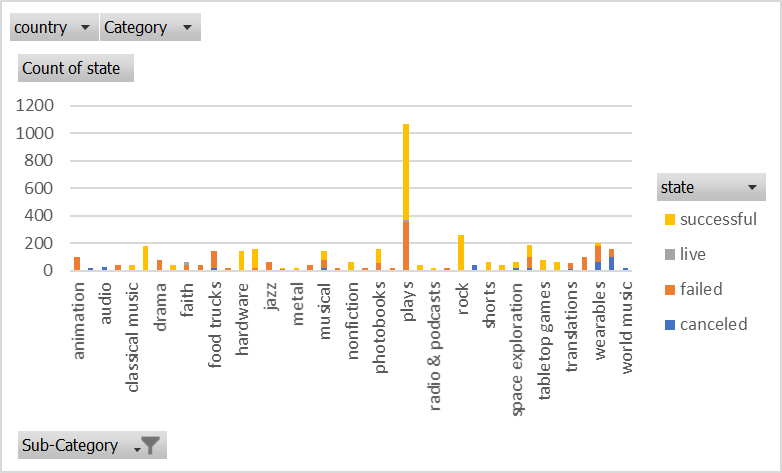 country
Category
Count of state
1200
1000
800
600
400
200
0
animation
audio
classical music
drama
faith
food trucks
hardware
jazz
metal
musical
nonfiction
photobooks
plays
radio & podcasts
rock
shorts
space exploration
tabletop games
translations
wearables
world music
state
successful
live
failed
canceled
Sub-Category